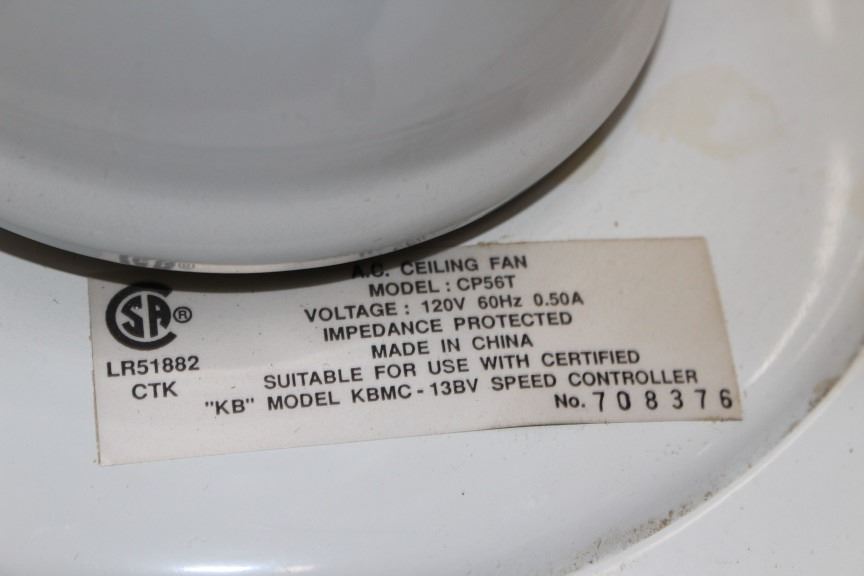 A.C. CEILING FAN
MODEL : CP56T
VOLTAGE : 120V 60Hz 0.50A
IMPEDANCE PROTECTED
MADE IN CHINA
SUITABLE FOR USE WITH CERTIFIED
"KB" MODEL KBMC - 13BV SPEED CONTROLLER
No. 708376
SA ®
LR51882
CTK